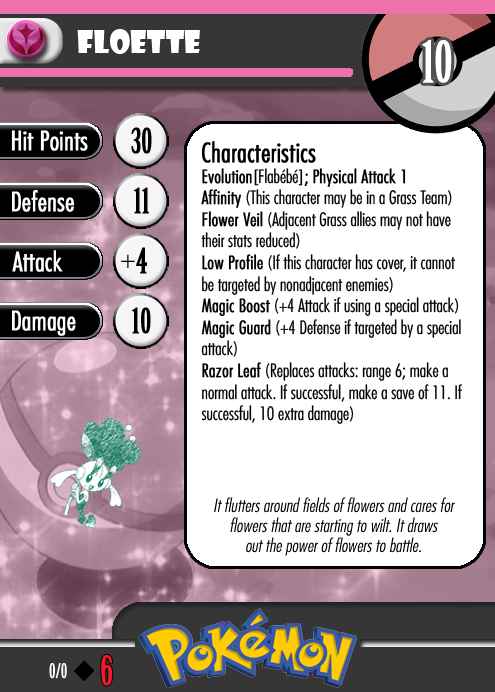 FLOETTE
10
Hit Points 30
Defense 11
Attack +4
Damage 10
Characteristics
Evolution[Flabébé]; Physical Attack 1
Affinity (This character may be in a Grass Team)
Flower Veil (Adjacent Grass allies may not have
their stats reduced)
Low Profile (If this character has cover, it cannot
be targeted by nonadjacent enemies)
Magic Boost (+4 Attack if using a special attack)
Magic Guard (+4 Defense if targeted by a special
attack)
Razor Leaf (Replaces attacks: range 6; make a
normal attack. If successful, make a save of 11. If
successful, 10 extra damage)
It flutters around fields of flowers and cares for
flowers that are starting to wilt. It draws
out the power of flowers to battle.
0/0 ◆ 6
POKéMON